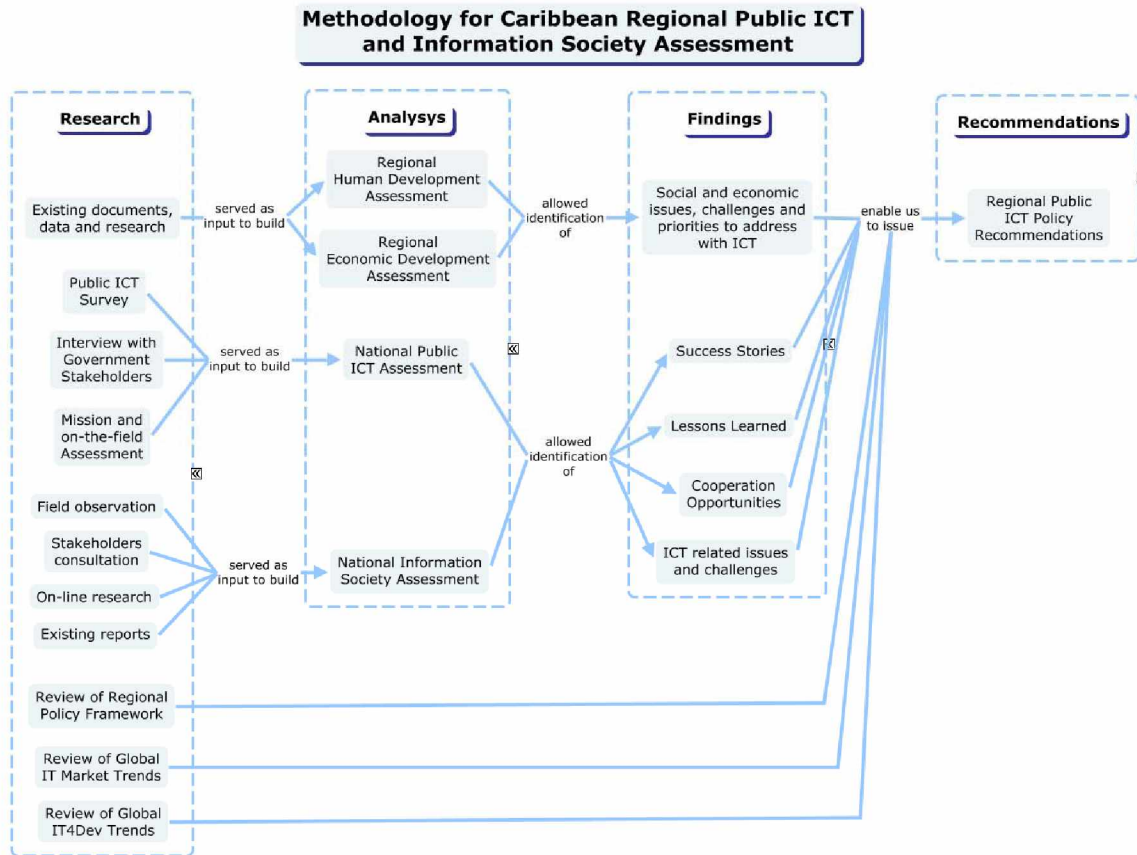 Methodology for Caribbean Regional Public ICT
and Information Society Assessment
Research
Existing documents,
data and research
Public ICT
Survey
Interview with
Government
Stakeholders
Mission and
on-the-field
Assessment
Field observation
Stakeholders
consultation
On-line research
Existing reports
Review of Regional
Policy Framework
Review of Global
IT Market Trends
Review of Global
IT4Dev Trends
served as
input to build
served as
input to build
served as
input to build
Analysys
Regional
Human Development
Assessment
Regional
Economic Development
Assessment
National Public
ICT Assessment
National Information
Society Assessment
allowed
identification
of
allowed
identification
of
Findings
Social and economic
issues, challenges and
priorities to address
with ICT
Success Stories
Lessons Learned
Cooperation
Opportunities
ICT related issues
and challenges
enable us
to issue
Recommendations
Regional Public
ICT Policy
Recommendations